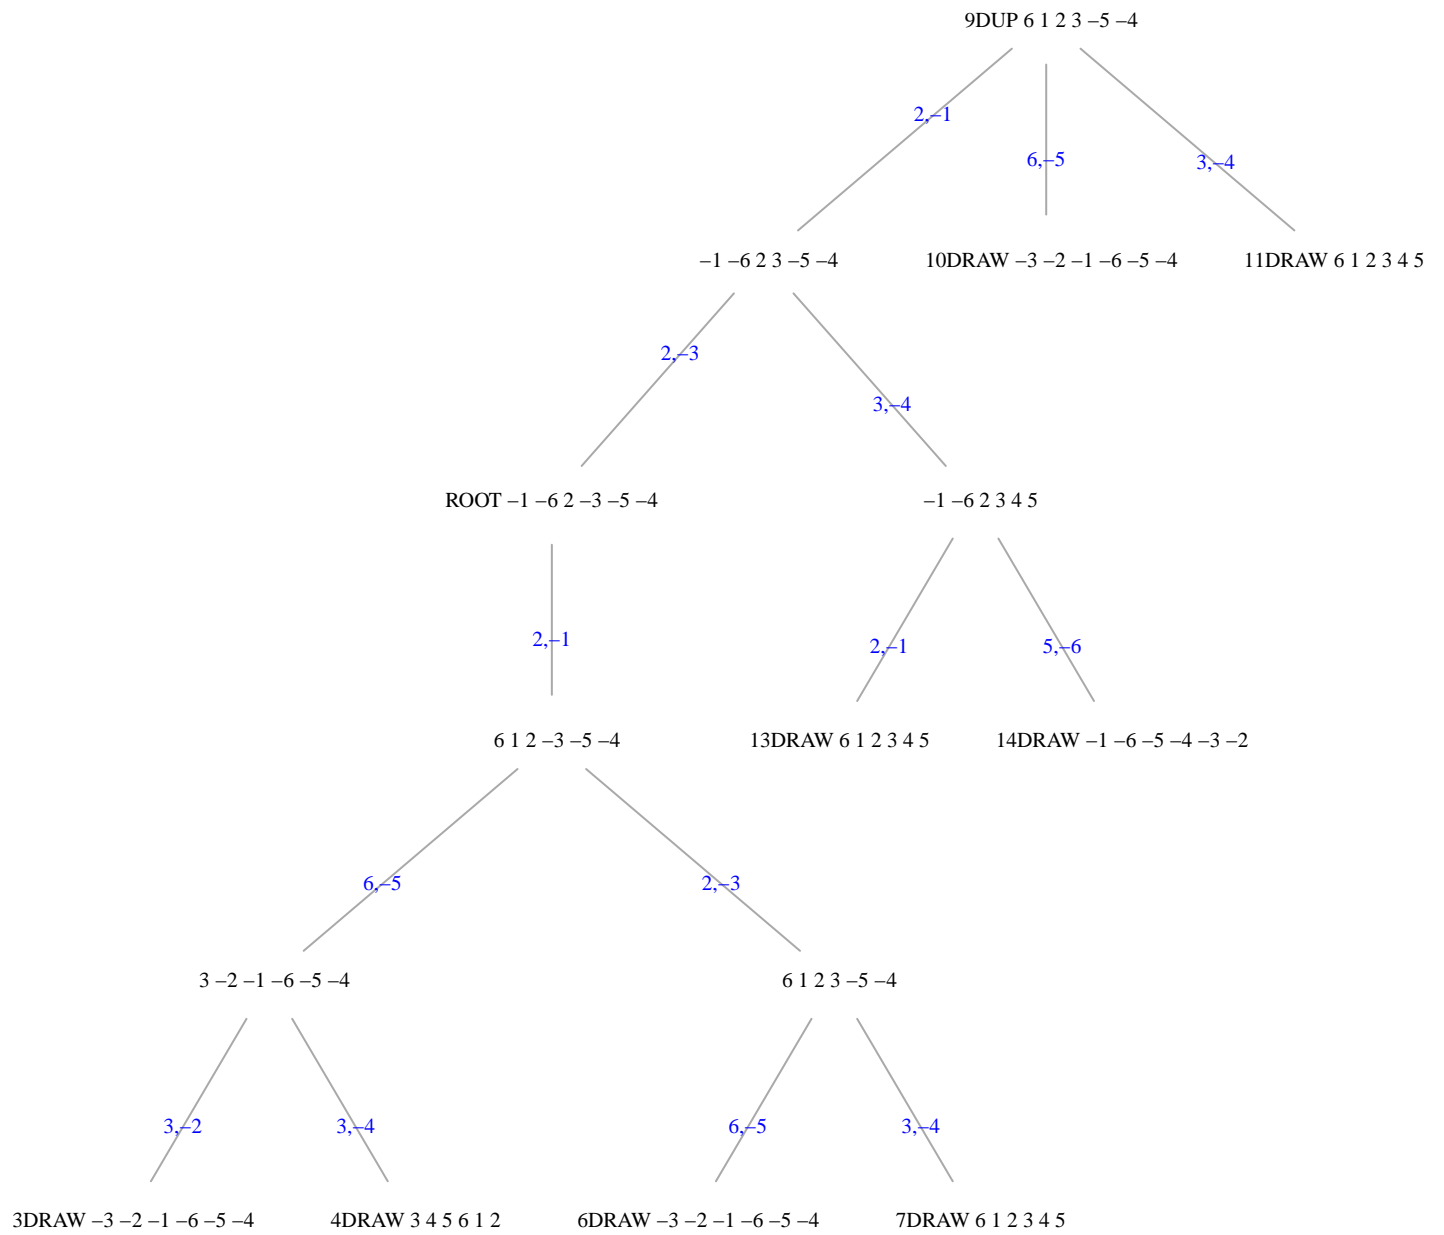 9DUP 6 1 2 3 –5 –4
2,–1
6,–5
3,–4
–1 –6 2 3 –5 –4
10DRAW –3 –2 –1 –6 –5 –4
11DRAW 6 1 2 3 4 5
2,–3
3,–4
ROOT –1 –6 2 –3 –5 –4
–1 –6 2 3 4 5
2,–1
2,–1
5,–6
6 1 2 –3 –5 –4
13DRAW 6 1 2 3 4 5
14DRAW –1 –6 –5 –4 –3 –2
6,–5
2,–3
3 –2 –1 –6 –5 –4
6 1 2 3 –5 –4
3,–2
3,–4
6,–5
3,–4
3DRAW –3 –2 –1 –6 –5 –4
4DRAW 3 4 5 6 1 2
6DRAW –3 –2 –1 –6 –5 –4
7DRAW 6 1 2 3 4 5